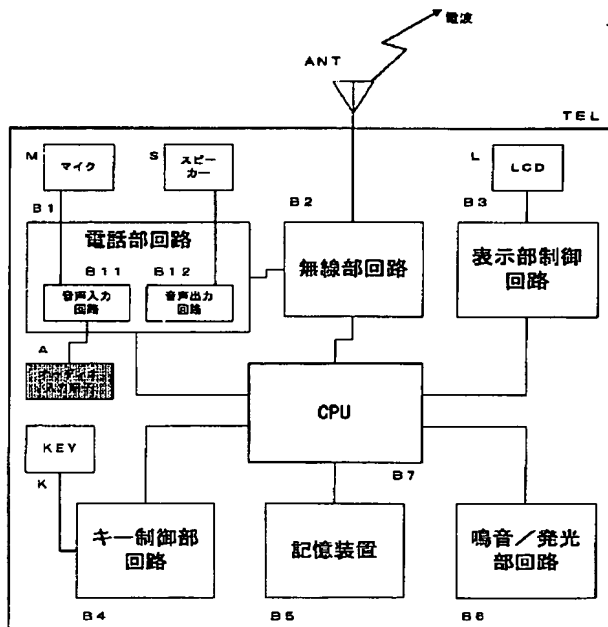 電波
ANT
TEL
M
マイク
S
スピー
カー
L
LCD
B1
B2
B3
電話部回路
B11
B12
音声入力
回路
音声出力
回路
無線部回路
表示部制御
回路
A
CPU
KEY
K
B7
キー制御部
回路
記憶装置
鳴音/発光
部回路
B4
B5
B6